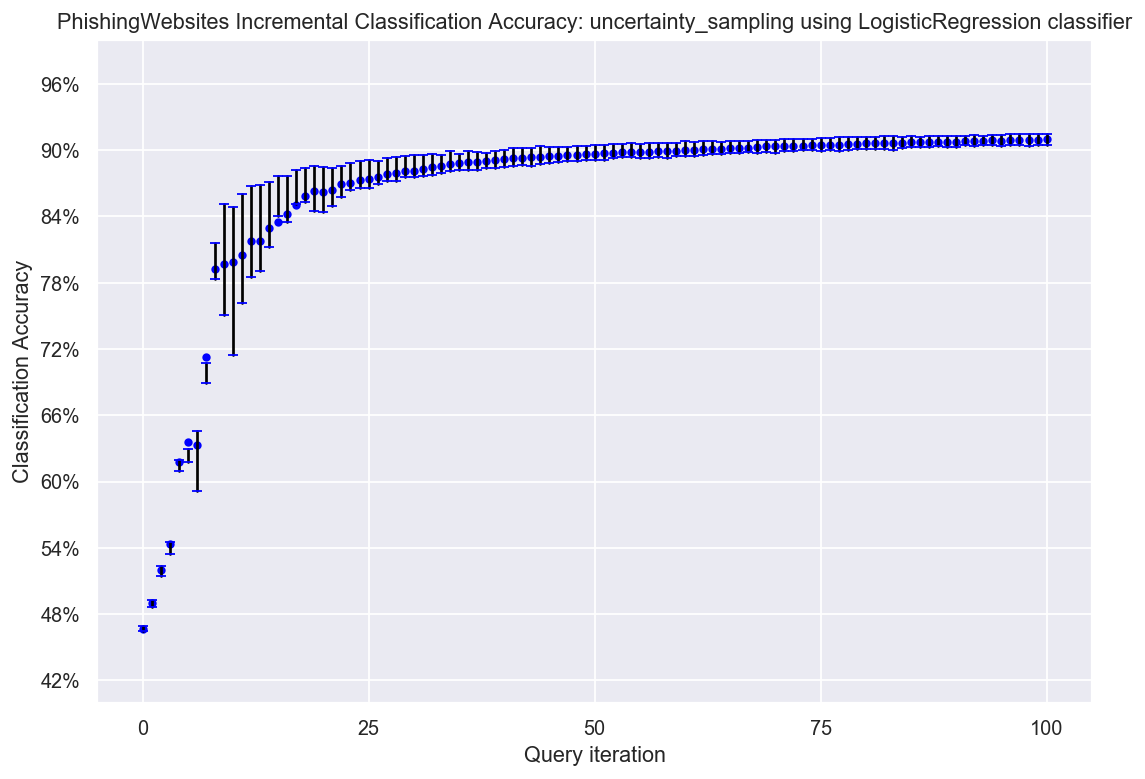 PhishingWebsites Incremental Classification Accuracy: uncertainty_sampling using LogisticRegression classifier
96%
90%
84%
78%
72%
66%
60%
54%
48%
42%
Classification Accuracy
0 25 50 75 100
Query iteration